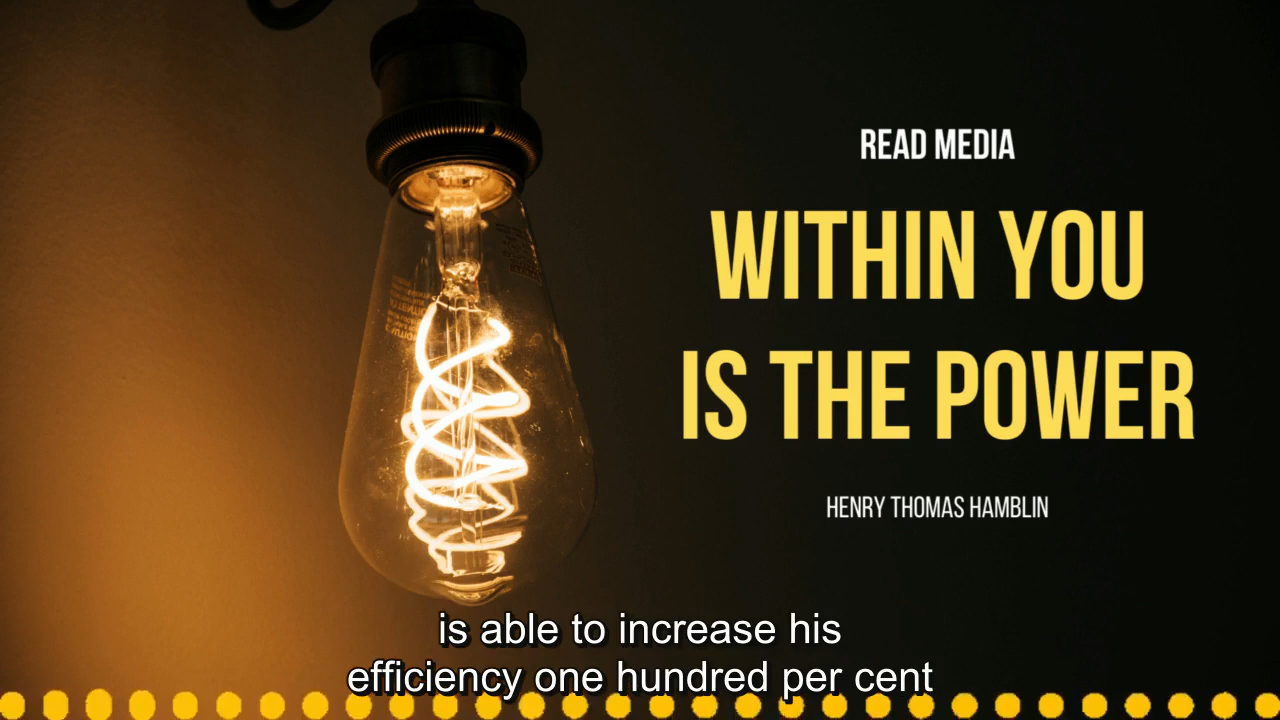 READ MEDIA
WITHIN YOU
IS THE POWER
HENRY THOMAS HAMBLIN
is able to increase his
efficiency one hundred per cent